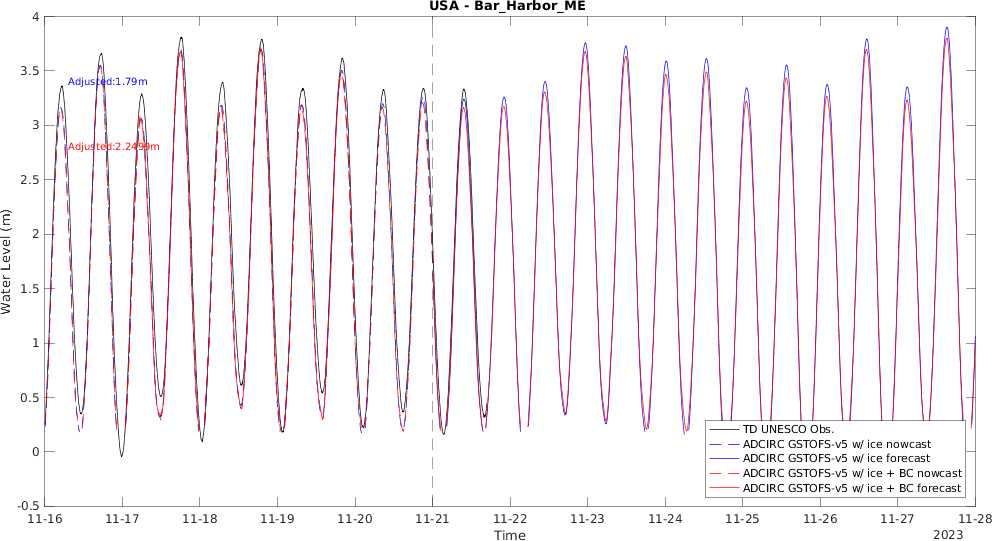 USA - Bar_Harbor_ME
4
3.5
3
2.5
2
1.5
1
0.5
0
-0.5
Water Level (m)
Adjusted:1.79m
Adjusted:2.2499m
TD UNESCO Obs.
ADCIRC GSTOFS-v5 w/ ice nowcast
ADCIRC GSTOFS-v5 w/ ice forecast
ADCIRC GSTOFS-v5 w/ ice + BC nowcast
ADCIRC GSTOFS-v5 w/ ice + BC forecast
11-16 11-17 11-18 11-19 11-20 11-21 11-22 11-23 11-24 11-25 11-26 11-27 11-28
Time
2023